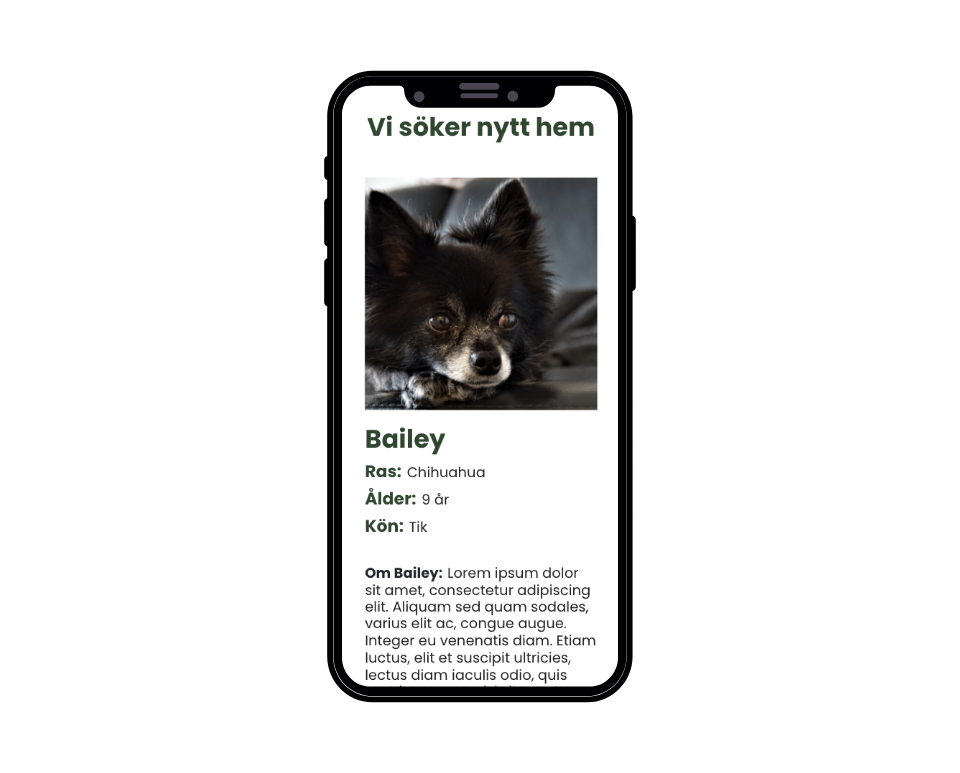 Vi söker nytt hem
Bailey
Ras: Chihuahua
Ålder: 9 år
Kön: Tik
Om Bailey: Lorem ipsum dolor
sit amet, consectetur adipiscing
elit. Aliquam sed quam sodales,
varius elit ac, congue augue.
Integer eu venenatis diam. Etiam
luctus, elit et suscipit ultricies,
lectus diam iaculis odio, quis